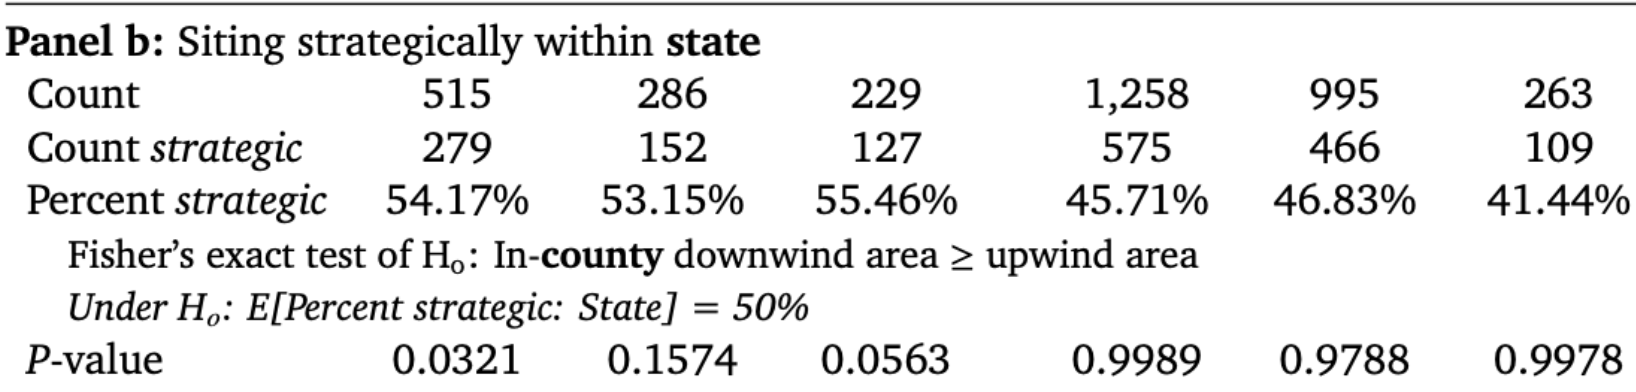 Panel b: Siting strategically within state
Count 515 286 229 1,258 995 263
Count strategic 279 152 127 575 466 109
Percent strategic 54.17% 53.15% 55.46% 45.71% 46.83% 41.44%
Fisher's exact test of Hₒ: In-county downwind area ≥ upwind area
Under Hₒ: E[Percent strategic: State] = 50%
P-value 0.0321 0.1574 0.0563 0.9989 0.9788 0.9978